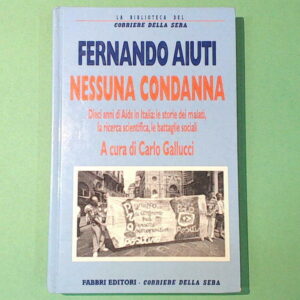 LA BIBLIOTECA DEL
CORRIERE DELLA SERA
FERNANDO AIUTI
NESSUNA CONDANNA
Dieci anni di Aids in Italia: le storie dei malati,
la ricerca scientifica, le battaglie sociali
A cura di Carlo Gallucci
FABBRI EDITORI - CORRIERE DELLA SERA